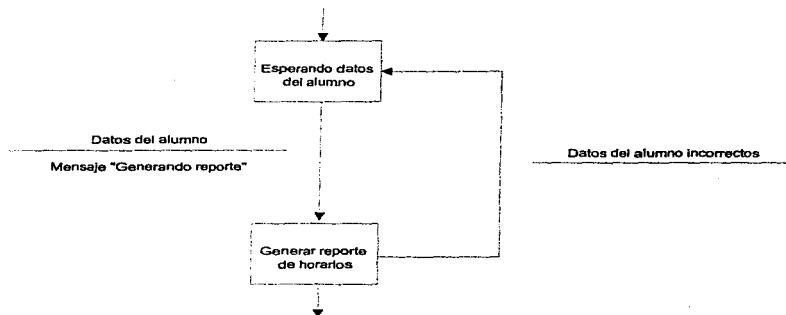 Esperando datos
del alumno
Datos del alumno
Mensaje "Generando reporte"
Datos del alumno incorrectos
Generar reporte
de horarios